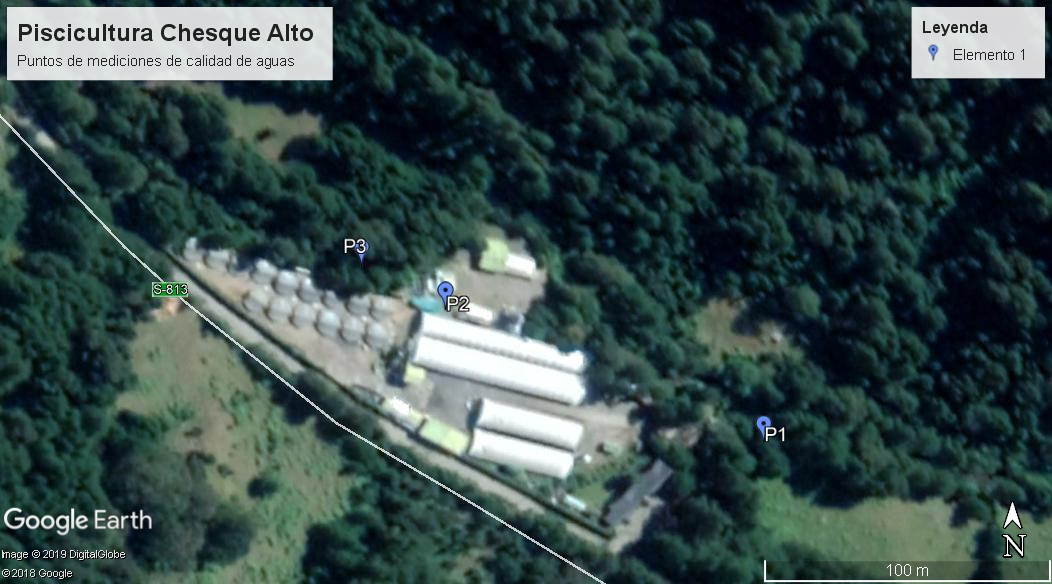 Piscicultura Chesque Alto
Puntos de mediciones de calidad de aguas
Leyenda
Elemento 1
P3
S-813
P2
P1
Google Earth
Image © 2019 DigitalGlobe
©2018 Google
N
100 m